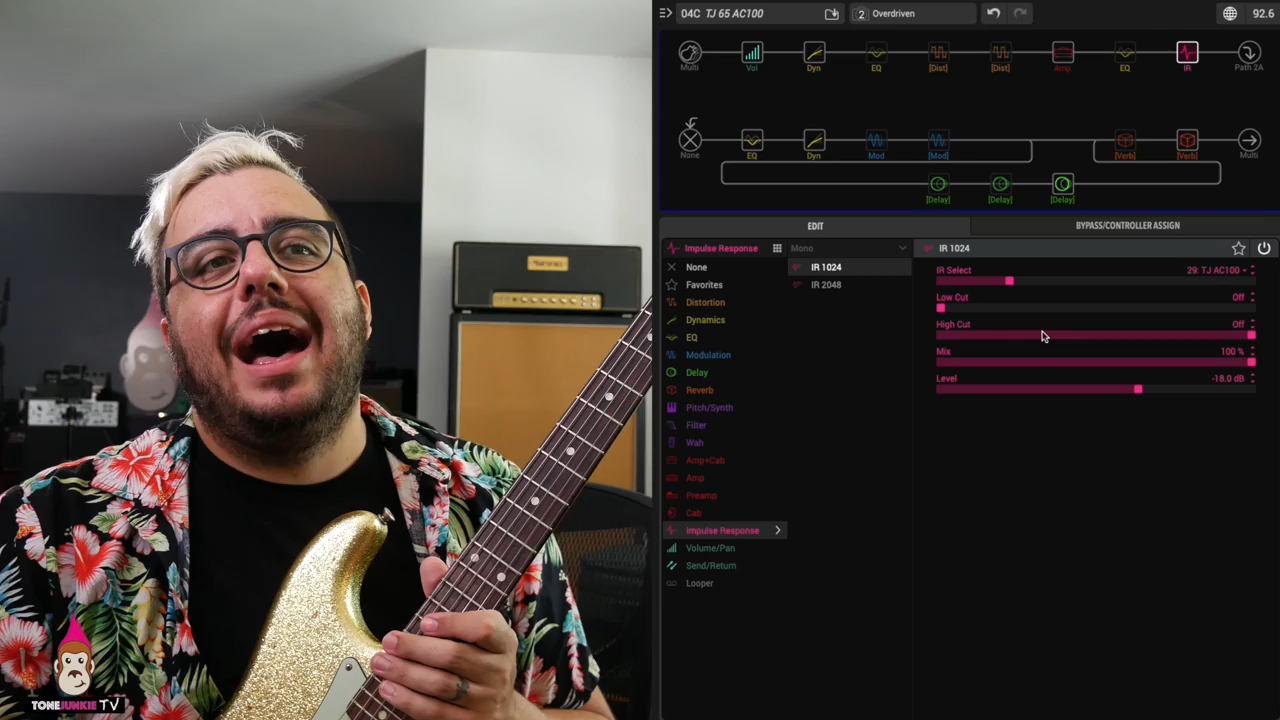 04C TJ 65 AC100
2 Overdriven
92.6
Multi
Vol
Dyn
EQ
[Dist]
[Dist]
Amp
EQ
IR
Path 2A
None
EQ
Dyn
Mod
[Mod]
[Verb]
[Verb]
Multi
[Delay]
[Delay]
[Delay]
EDIT
BYPASS/CONTROLLER ASSIGN
Impulse Response
Mono
IR 1024
None
IR 1024
IR Select
29: TJ AC100
Favorites
IR 2048
Low Cut
Off
Distortion
Dynamics
High Cut
Off
EQ
Modulation
Mix
100 %
Delay
Level
-18.0 dB
Reverb
Pitch/Synth
Filter
Wah
Amp+Cab
Amp
Preamp
Cab
Impulse Response
Volume/Pan
Send/Return
Looper
TONEJUNKIE TV